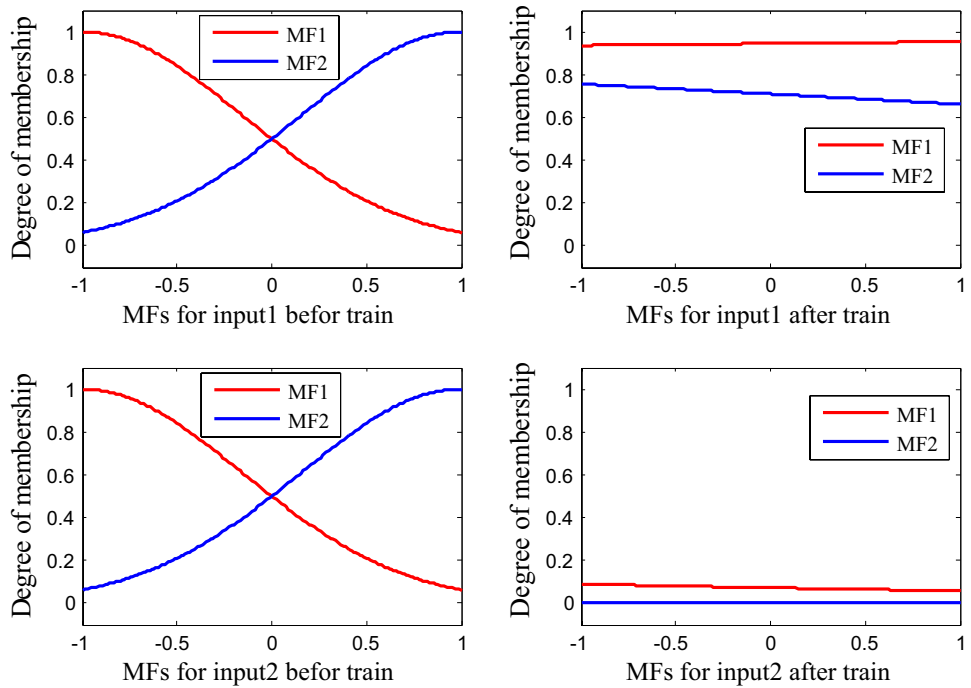 Degree of membership
1
0.8
0.6
0.4
0.2
0
-1
-0.5
0
0.5
1
MF1
MF2
MFs for input1 befor train
Degree of membership
1
0.8
0.6
0.4
0.2
0
-1
-0.5
0
0.5
1
MF1
MF2
MFs for input1 after train
Degree of membership
1
0.8
0.6
0.4
0.2
0
-1
-0.5
0
0.5
1
MF1
MF2
MFs for input2 befor train
Degree of membership
1
0.8
0.6
0.4
0.2
0
-1
-0.5
0
0.5
1
MF1
MF2
MFs for input2 after train